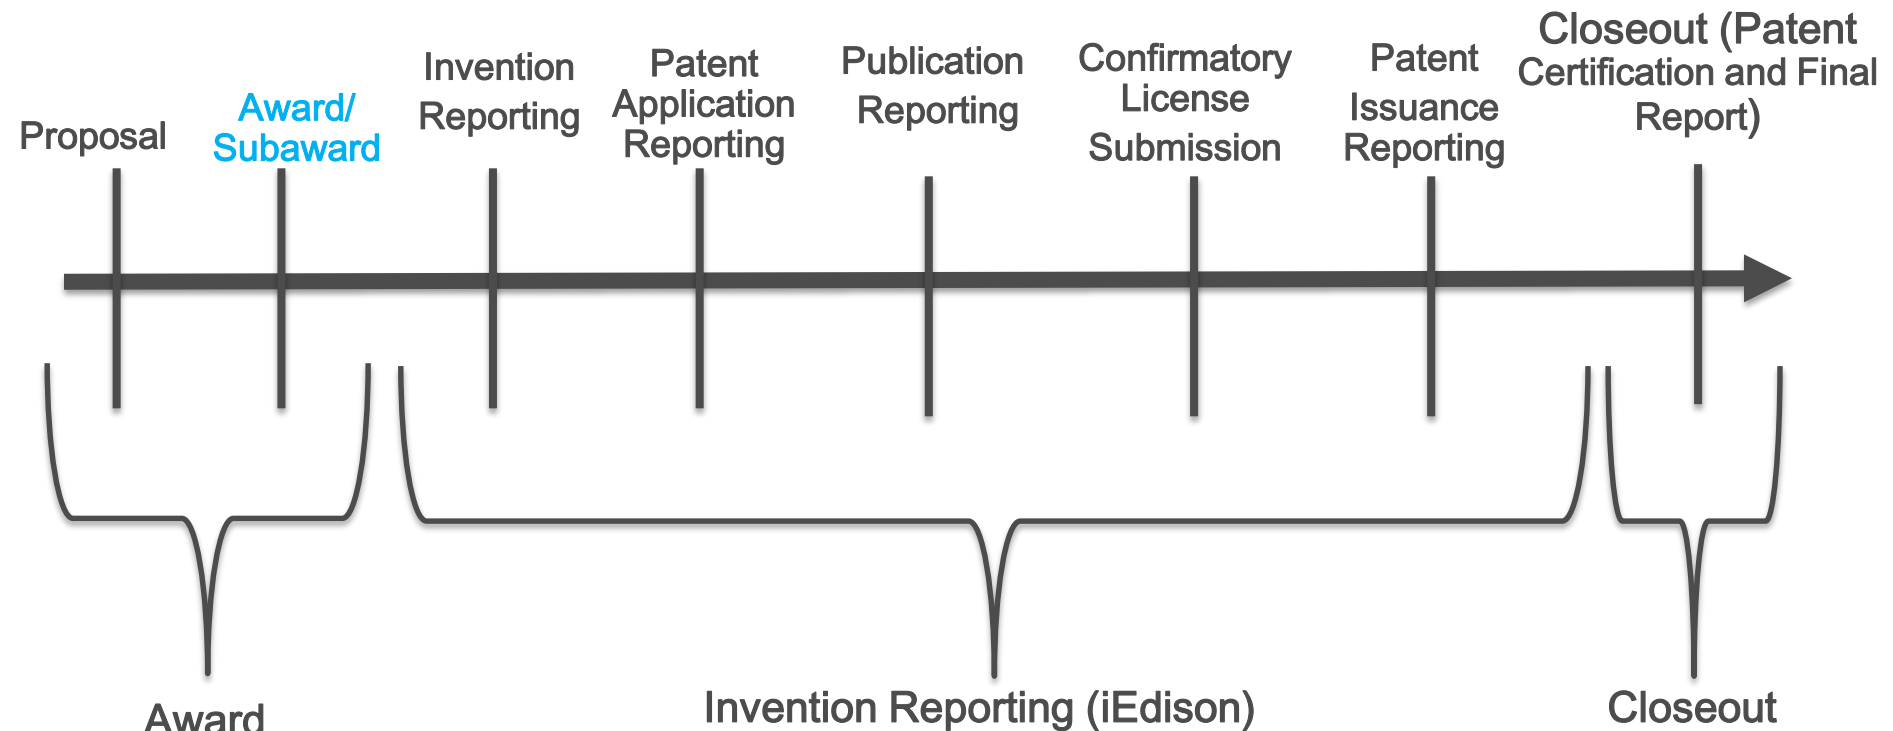 Proposal
Award/
Subaward
Invention
Reporting
Patent
Application
Reporting
Publication
Reporting
Confirmatory
License
Submission
Patent
Issuance
Reporting
Closeout (Patent
Certification and Final
Report)
Award
Invention Reporting (iEdison)
Closeout